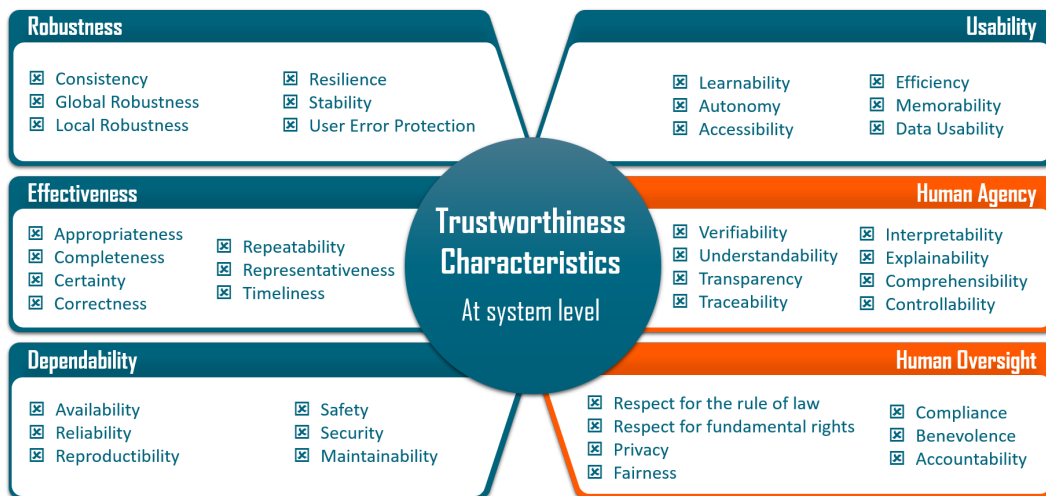 Robustness
Consistency
Global Robustness
Local Robustness
Resilience
Stability
User Error Protection
Usability
Learnability
Autonomy
Accessibility
Efficiency
Memorability
Data Usability
Effectiveness
Appropriateness
Completeness
Certainty
Correctness
Repeatability
Representativeness
Timeliness
Trustworthiness
Characteristics
At system level
Human Agency
Verifiability
Understandability
Transparency
Traceability
Interpretability
Explainability
Comprehensibility
Controllability
Dependability
Availability
Reliability
Reproductibility
Safety
Security
Maintainability
Human Oversight
Respect for the rule of law
Respect for fundamental rights
Privacy
Fairness
Compliance
Benevolence
Accountability